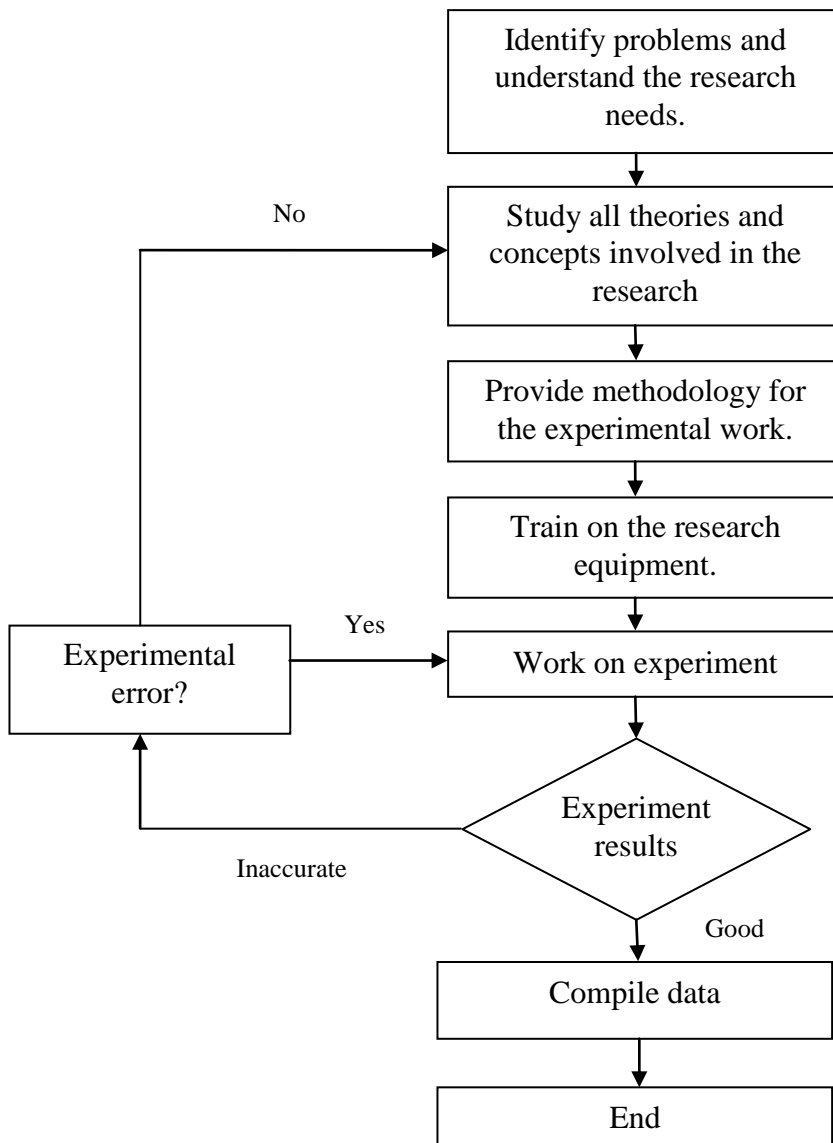 Identify problems and
understand the research
needs.
No
Study all theories and
concepts involved in the
research
Provide methodology for
the experimental work.
Train on the research
equipment.
Yes
Experimental
error?
Work on experiment
Experiment
results
Inaccurate
Good
Compile data
End